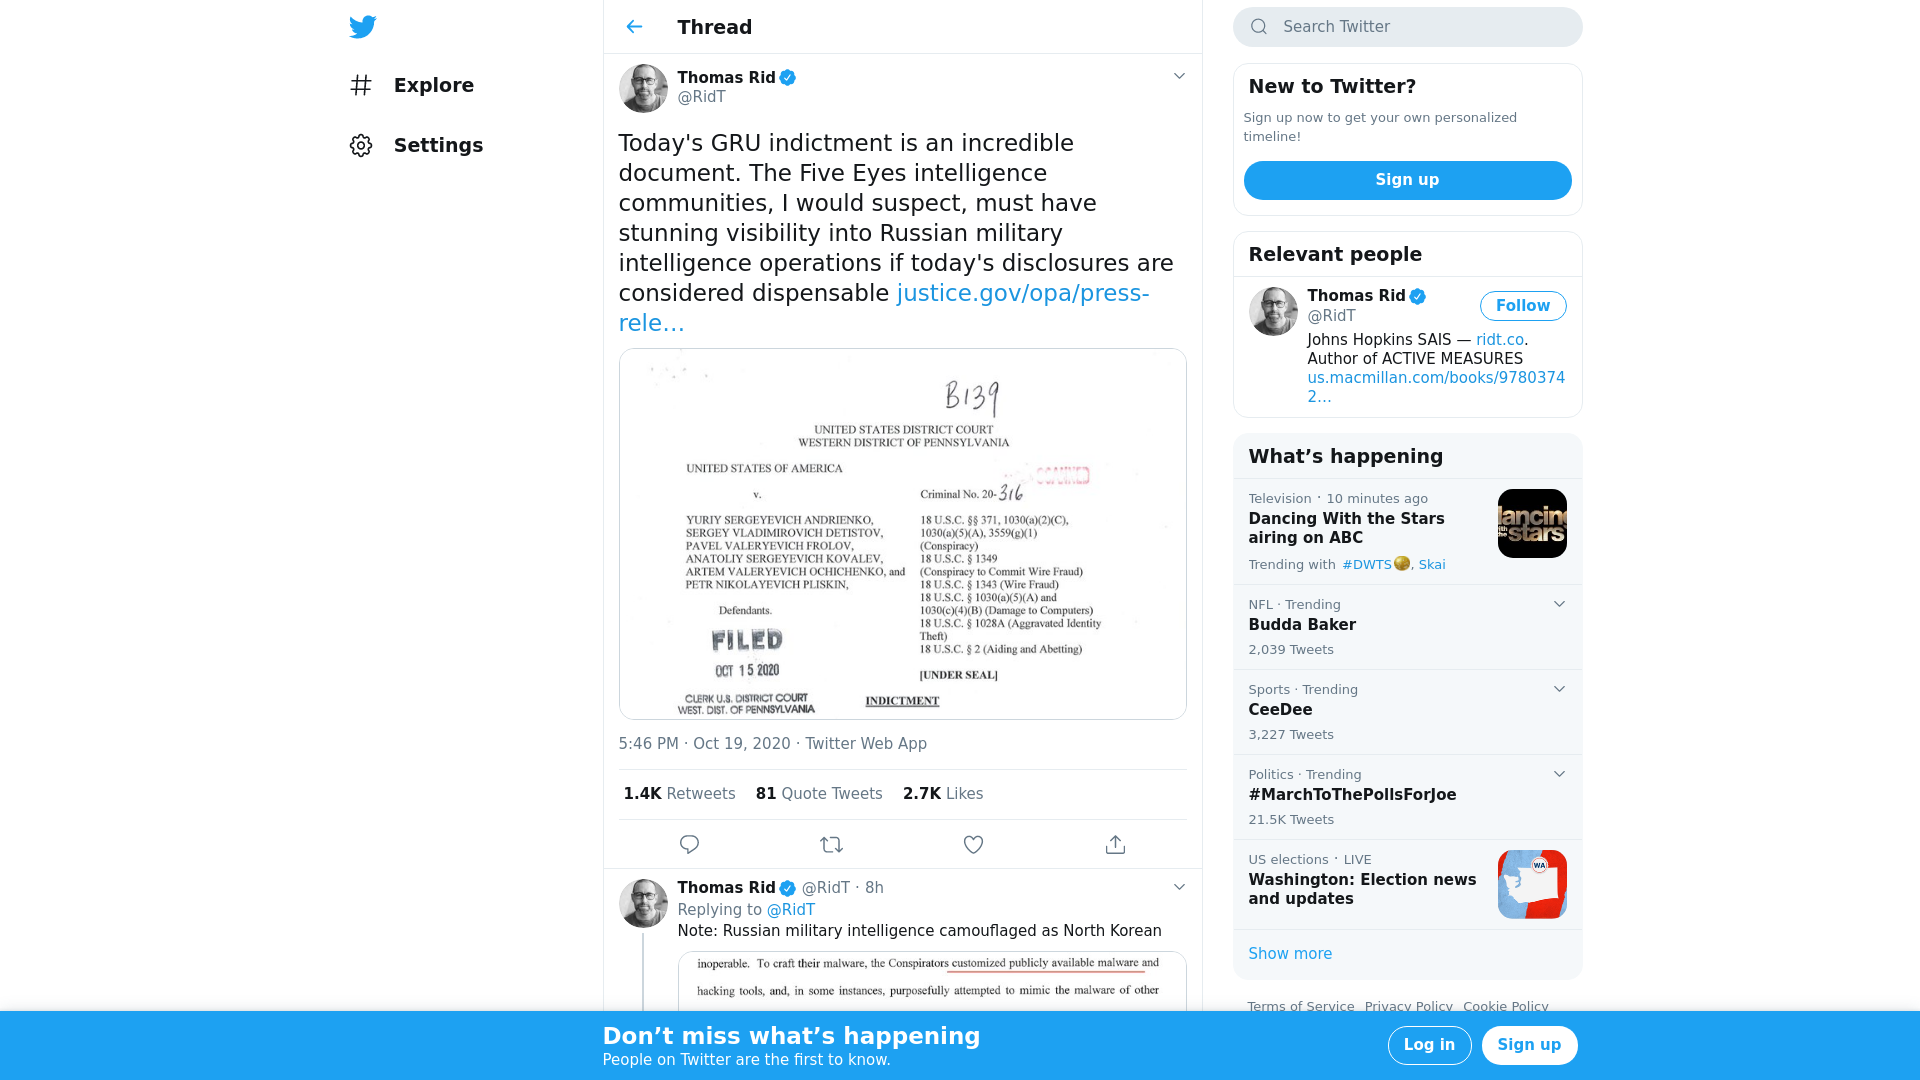 Explore
Settings
Thread
Thomas Rid
@RidT
Today's GRU indictment is an incredible
document. The Five Eyes intelligence
communities, I would suspect, must have
stunning visibility into Russian military
intelligence operations if today's disclosures are
considered dispensable justice.gov/opa/press-
rele…
B139
UNITED STATES DISTRICT COURT
WESTERN DISTRICT OF PENNSYLVANIA
UNITED STATES OF AMERICA
v.
YURIY SERGEYEVICH ANDRIENKO,
SERGEY VLADIMIROVICH DETISTOV,
PAVEL VALERYEVICH FROLOV,
ANATOLIY SERGEYEVICH KOVALEV,
ARTEM VALERYEVICH OCHICHENKO, and
PETR NIKOLAYEVICH PLISKIN,
Defendants.
FILED
OCT 15 2020
CLERK U.S. DISTRICT COURT
WEST. DIST. OF PENNSYLVANIA
Criminal No. 20-316
18 U.S.C. §§ 371, 1030(a)(2)(C),
1030(a)(5)(A), 3559(g)(1)
(Conspiracy)
18 U.S.C. § 1349
(Conspiracy to Commit Wire Fraud)
18 U.S.C. § 1343 (Wire Fraud)
18 U.S.C. § 1030(a)(5)(A) and
1030(c)(4)(B) (Damage to Computers)
18 U.S.C. § 1028A (Aggravated Identity
Theft)
18 U.S.C. § 2 (Aiding and Abetting)
[UNDER SEAL]
INDICTMENT
5:46 PM · Oct 19, 2020 · Twitter Web App
1.4K Retweets 81 Quote Tweets 2.7K Likes
Thomas Rid @RidT · 8h
Replying to @RidT
Note: Russian military intelligence camouflaged as North Korean
inoperable. To craft their malware, the Conspirators customized publicly available malware and
hacking tools, and, in some instances, purposefully attempted to mimic the malware of other
Search Twitter
New to Twitter?
Sign up now to get your own personalized
timeline!
Sign up
Relevant people
Thomas Rid
@RidT
Follow
Johns Hopkins SAIS — ridt.co.
Author of ACTIVE MEASURES
us.macmillan.com/books/9780374
2…
What’s happening
Television · 10 minutes ago
Dancing With the Stars
airing on ABC
Trending with #DWTS, Skai
dancing
with
the stars
NFL · Trending
Budda Baker
2,039 Tweets
Sports · Trending
CeeDee
3,227 Tweets
Politics · Trending
#MarchToThePollsForJoe
21.5K Tweets
US elections · LIVE
Washington: Election news
and updates
WA
Show more
Terms of Service Privacy Policy Cookie Policy
Don’t miss what’s happening
People on Twitter are the first to know.
Log in
Sign up